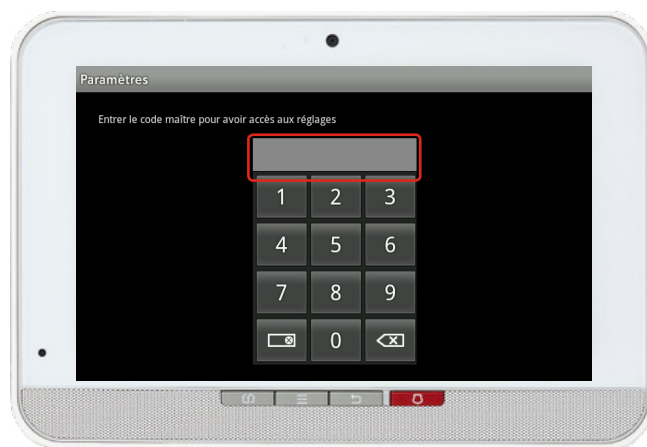 Paramètres
Entrer le code maître pour avoir accès aux réglages
1 2 3
4 5 6
7 8 9
0